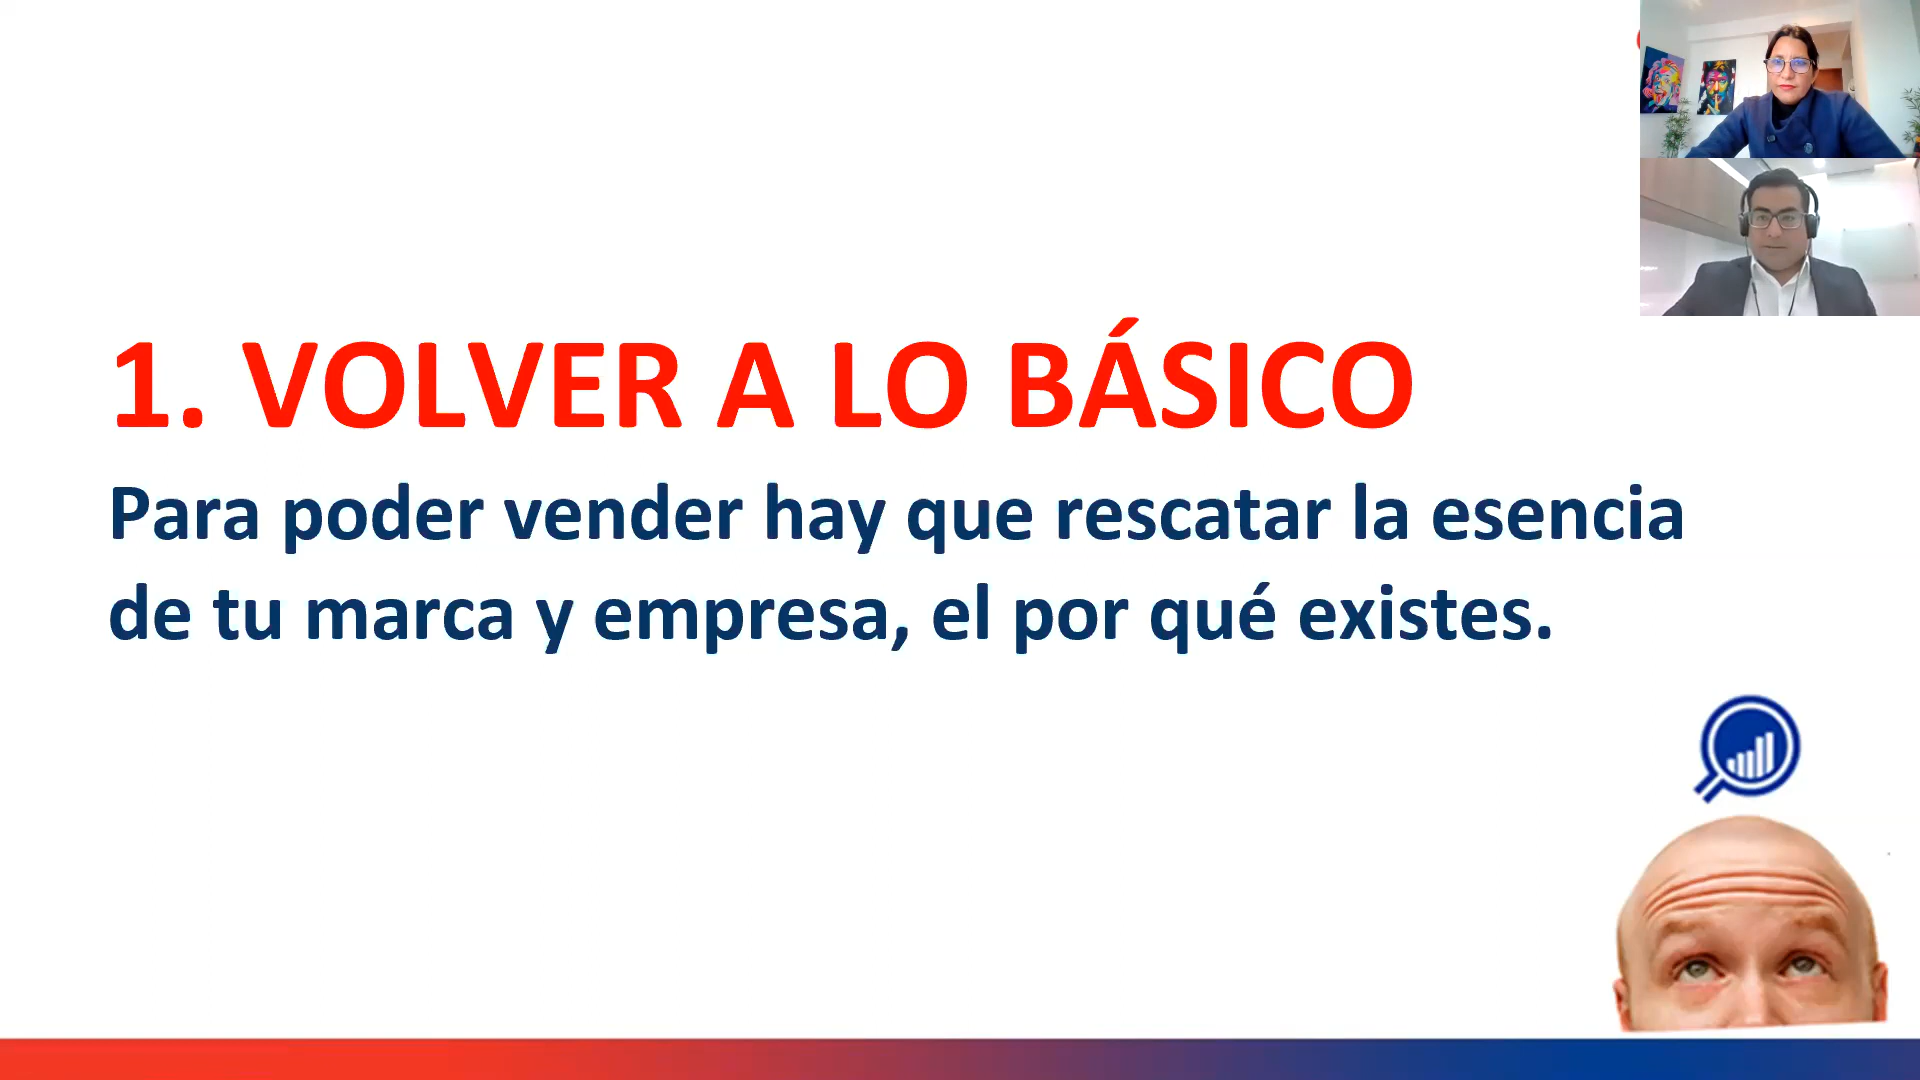 1. VOLVER A LO BÁSICO
Para poder vender hay que rescatar la esencia
de tu marca y empresa, el por qué existes.